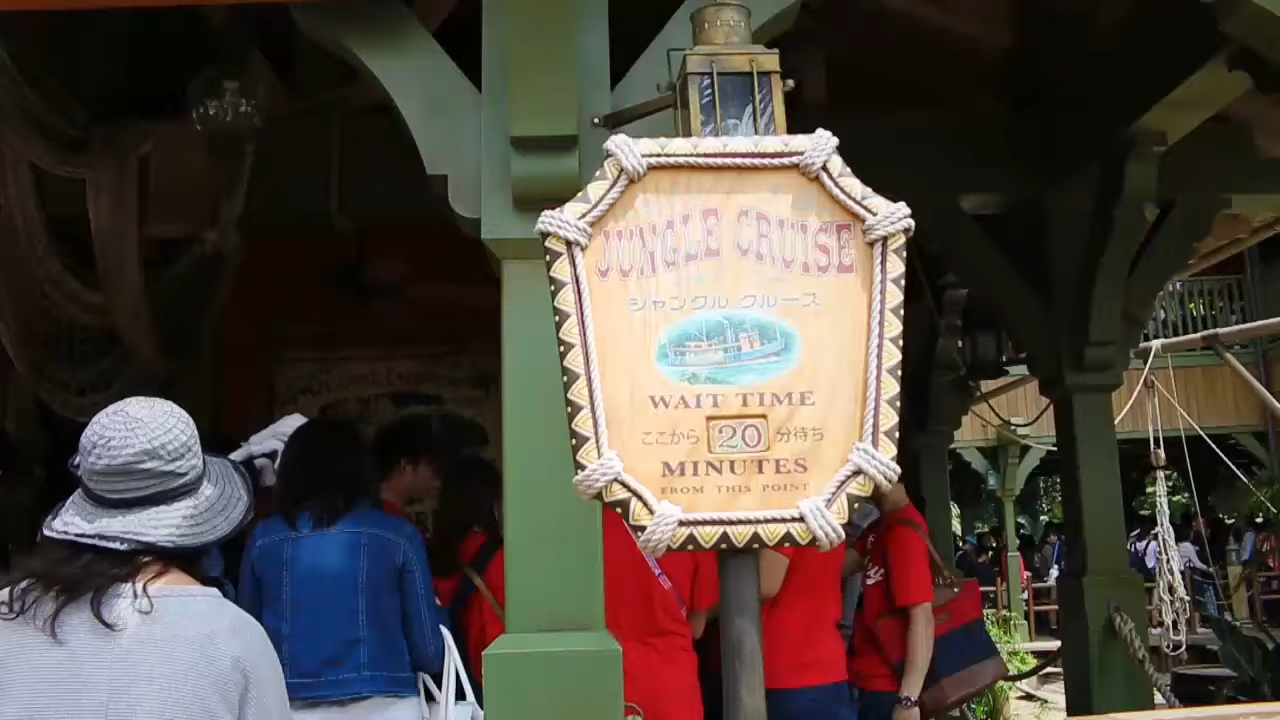 JUNGLE CRUISE
ジャングル クルーズ
WAIT TIME
ここから 20 分待ち
MINUTES
FROM THIS POINT